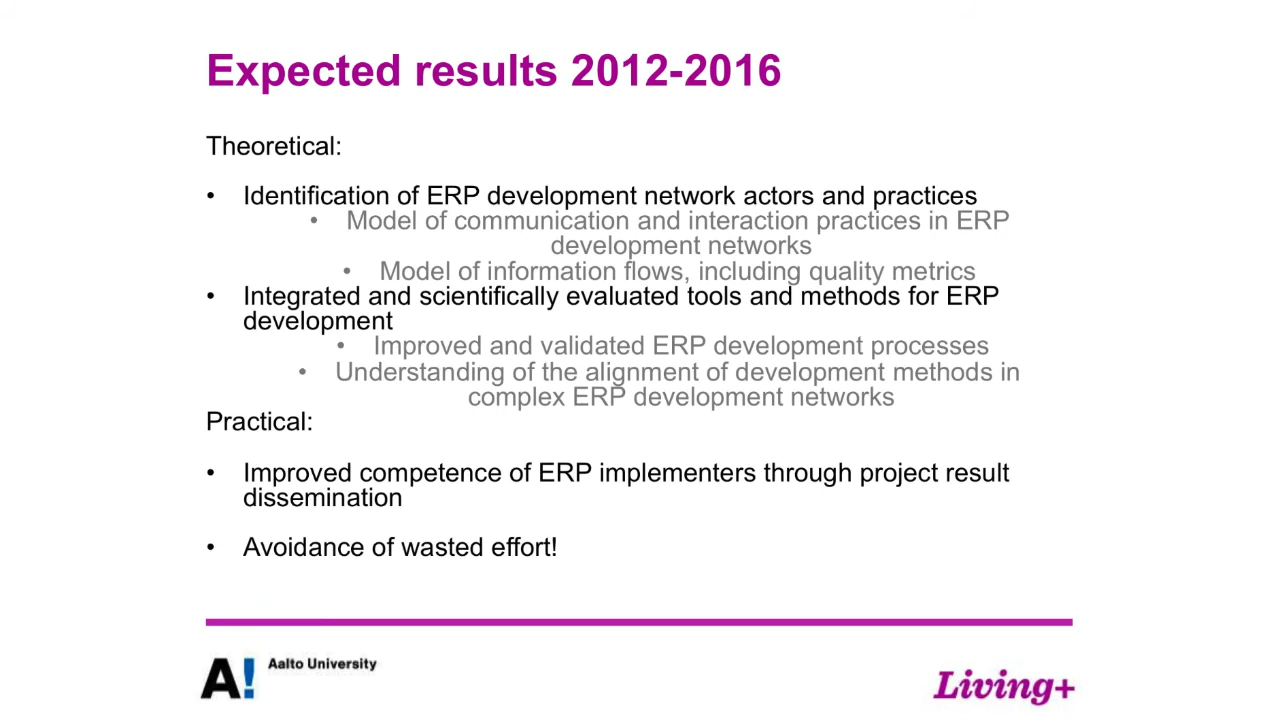 Expected results 2012-2016
Theoretical:
• Identification of ERP development network actors and practices
• Model of communication and interaction practices in ERP
development networks
• Model of information flows, including quality metrics
• Integrated and scientifically evaluated tools and methods for ERP
development
• Improved and validated ERP development processes
• Understanding of the alignment of development methods in
complex ERP development networks
Practical:
• Improved competence of ERP implementers through project result
dissemination
• Avoidance of wasted effort!
A! Aalto University
Living+